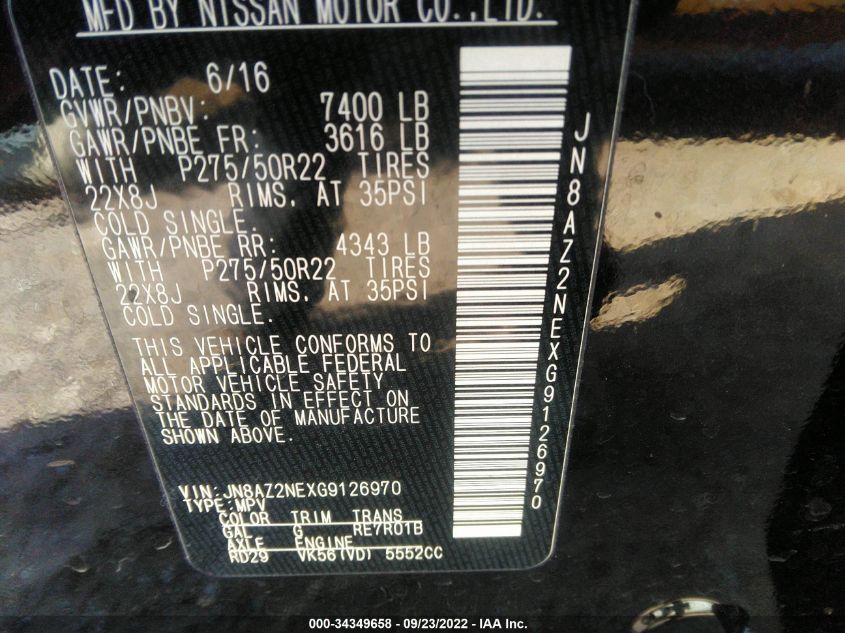 MFD BY NISSAN MOTOR CO.,LTD.
DATE: 6/16
GVWR/PNBV: 7400 LB
GAWR/PNBE FR: 3616 LB
WITH P275/50R22 TIRES
22X8J RIMS. AT 35PSI
COLD SINGLE.
GAWR/PNBE RR: 4343 LB
WITH P275/50R22 TIRES
22X8J RIMS. AT 35PSI
COLD SINGLE.
THIS VEHICLE CONFORMS TO
ALL APPLICABLE FEDERAL
MOTOR VEHICLE SAFETY
STANDARDS IN EFFECT ON
THE DATE OF MANUFACTURE
SHOWN ABOVE.
VIN:JN8AZ2NEXG9126970
TYPE:MPV
COLOR TRIM TRANS
GAL G RE7R01B
AXLE ENGINE
RD29 VK56(VD) 5552CC
JN8AZ2NEXG9126970
000-34349658 - 09/23/2022 - IAA Inc.